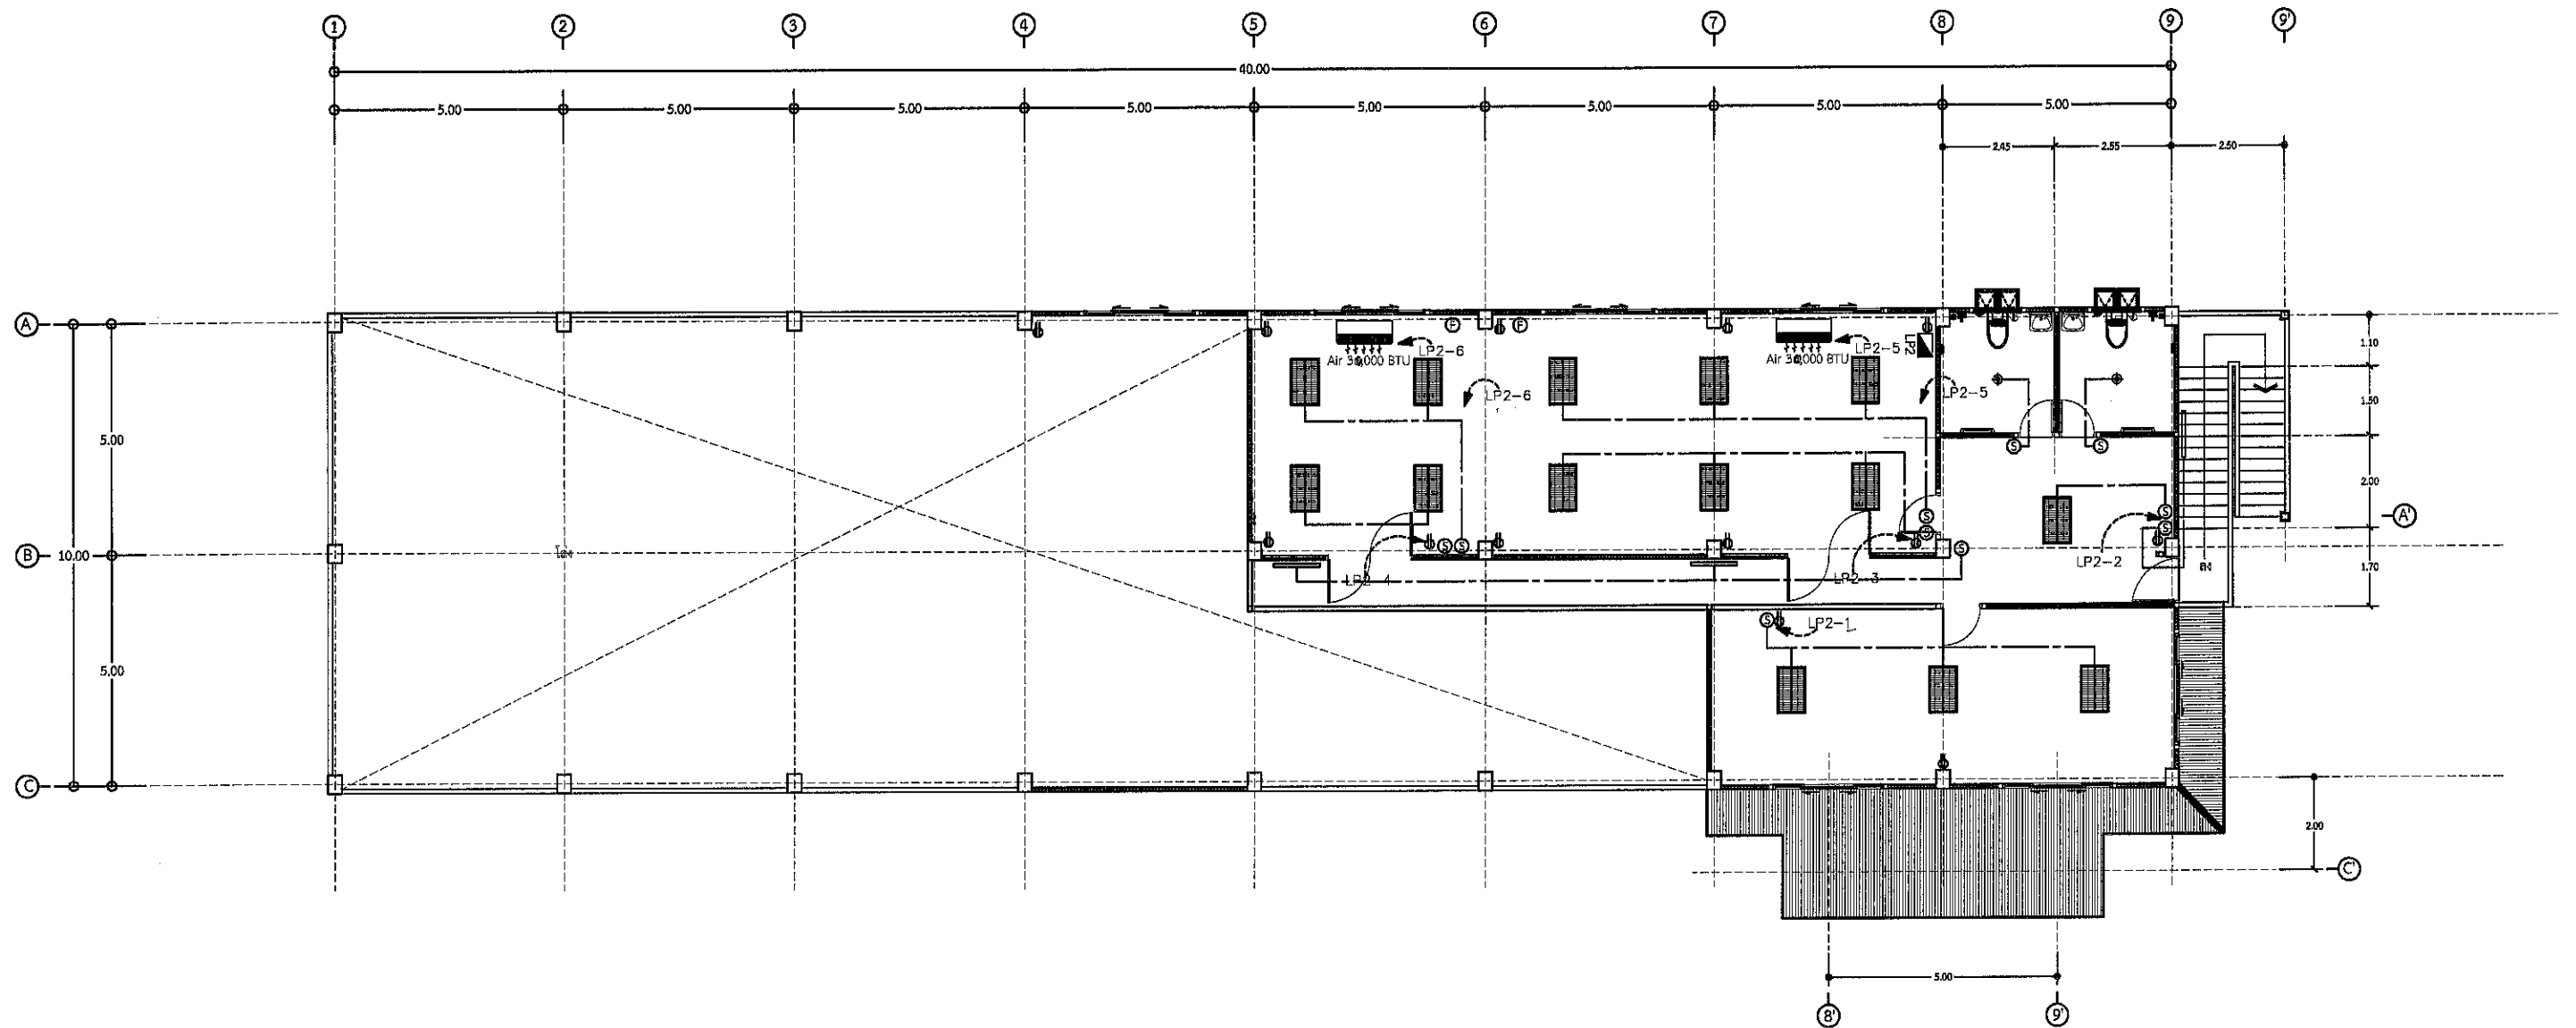 1 2 3 4 5 6 7 8 9 9'
40.00
5.00 5.00 5.00 5.00 5.00 5.00 5.00 5.00
2.45 2.55 2.50
A
LP2-6
Air 30,000 BTU
LP2-5
Air 30,000 BTU
LP2
F F
1.10
LP2-6
LP2-5
1.50
5.00
S S
2.00
S S
A'
B
10.00
S S S S S
LP2-4
LP2-3
LP2-2
1.70
S
LP2-1
5.00
C
2.00
C'
5.00
8' 9'